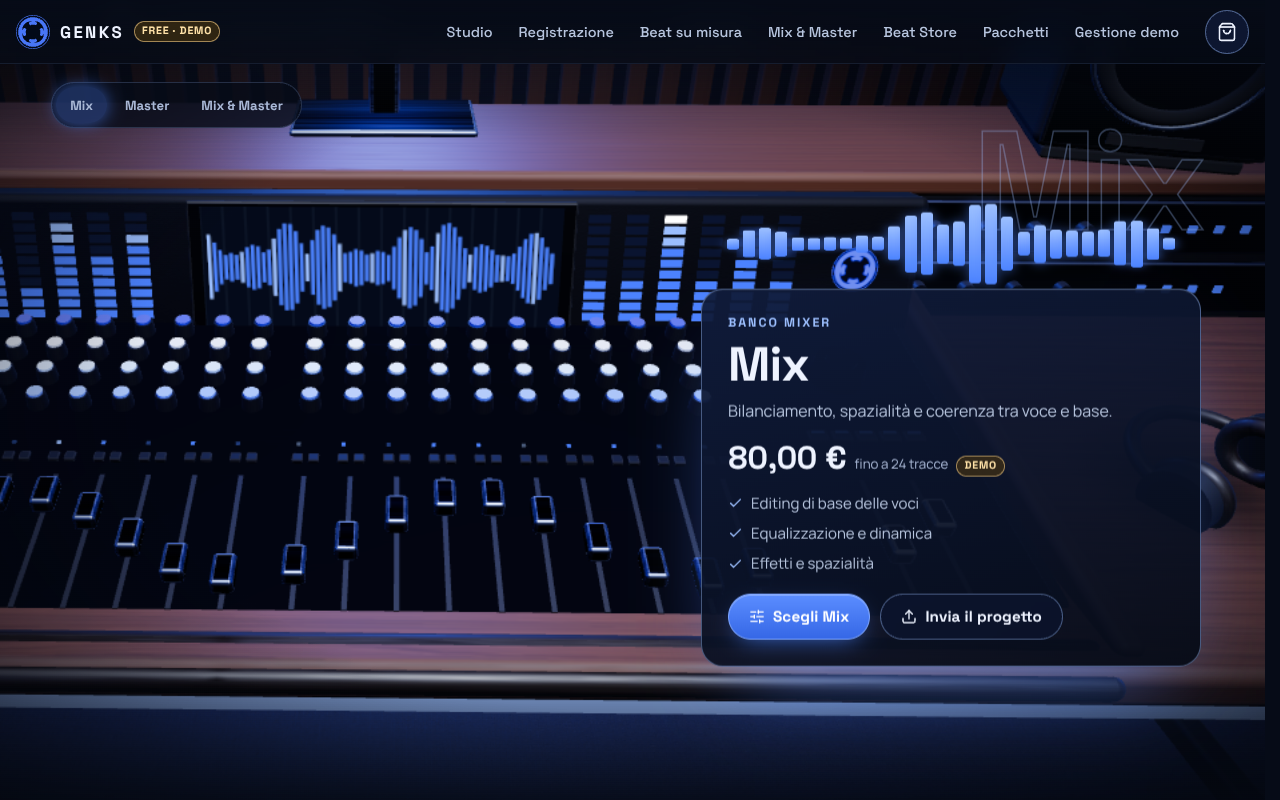 GENKS
FREE · DEMO
Studio
Registrazione
Beat su misura
Mix & Master
Beat Store
Pacchetti
Gestione demo
Mix
Master
Mix & Master
Mix
BANCO MIXER
Mix
Bilanciamento, spazialità e coerenza tra voce e base.
80,00 € fino a 24 tracce DEMO
Editing di base delle voci
Equalizzazione e dinamica
Effetti e spazialità
Scegli Mix
Invia il progetto